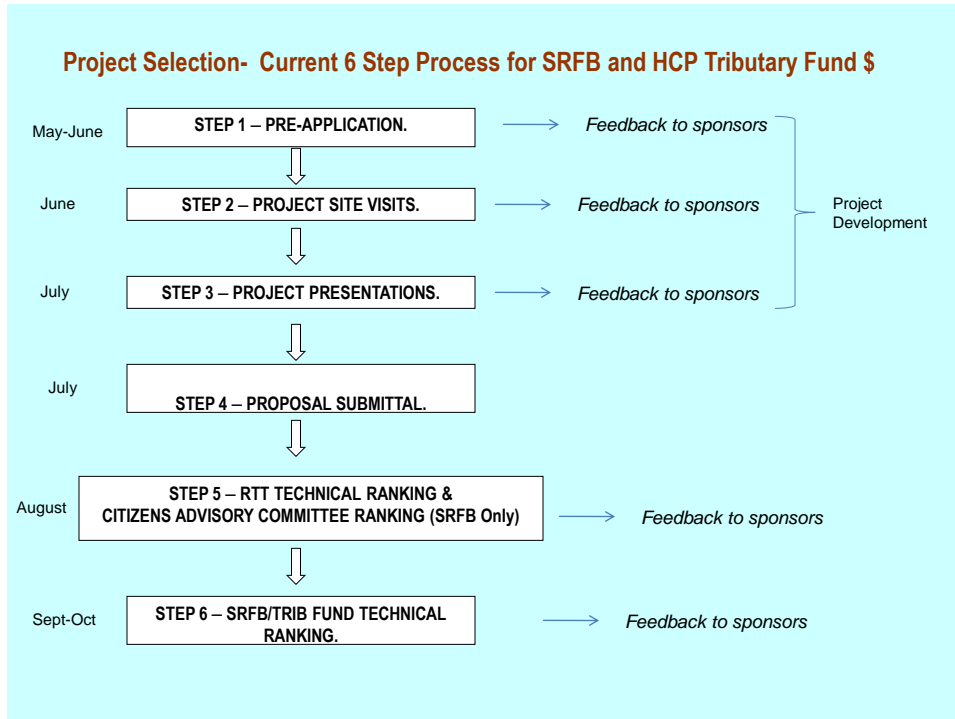 Project Selection- Current 6 Step Process for SRFB and HCP Tributary Fund $
May-June
STEP 1 – PRE-APPLICATION.
Feedback to sponsors
June
STEP 2 – PROJECT SITE VISITS.
Feedback to sponsors
Project
Development
July
STEP 3 – PROJECT PRESENTATIONS.
Feedback to sponsors
July
STEP 4 – PROPOSAL SUBMITTAL.
August
STEP 5 – RTT TECHNICAL RANKING &
CITIZENS ADVISORY COMMITTEE RANKING (SRFB Only)
Feedback to sponsors
Sept-Oct
STEP 6 – SRFB/TRIB FUND TECHNICAL
RANKING.
Feedback to sponsors